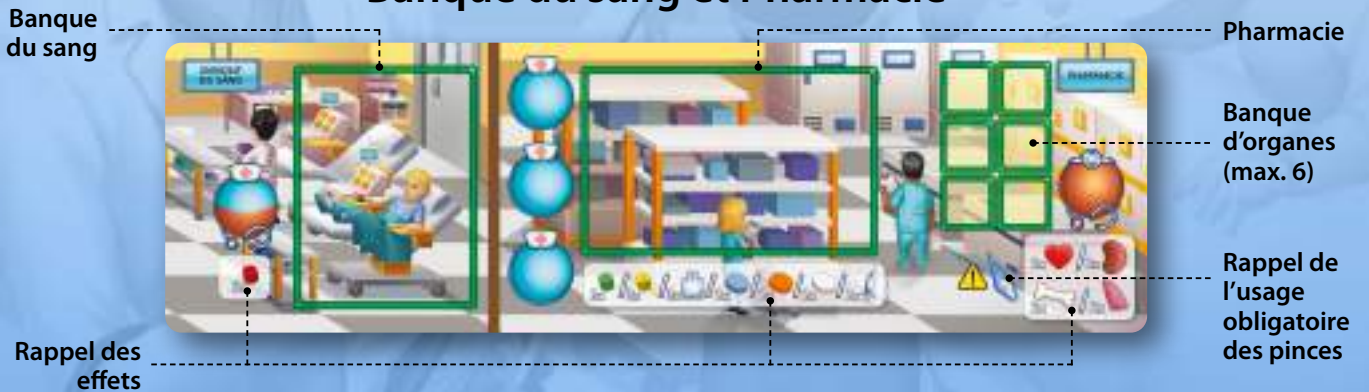 Banque du sang et Pharmacie
Banque
du sang
Pharmacie
Banque
d'organes
(max. 6)
Rappel de
l'usage
obligatoire
des pinces
Rappel des
effets
PHARMACIE